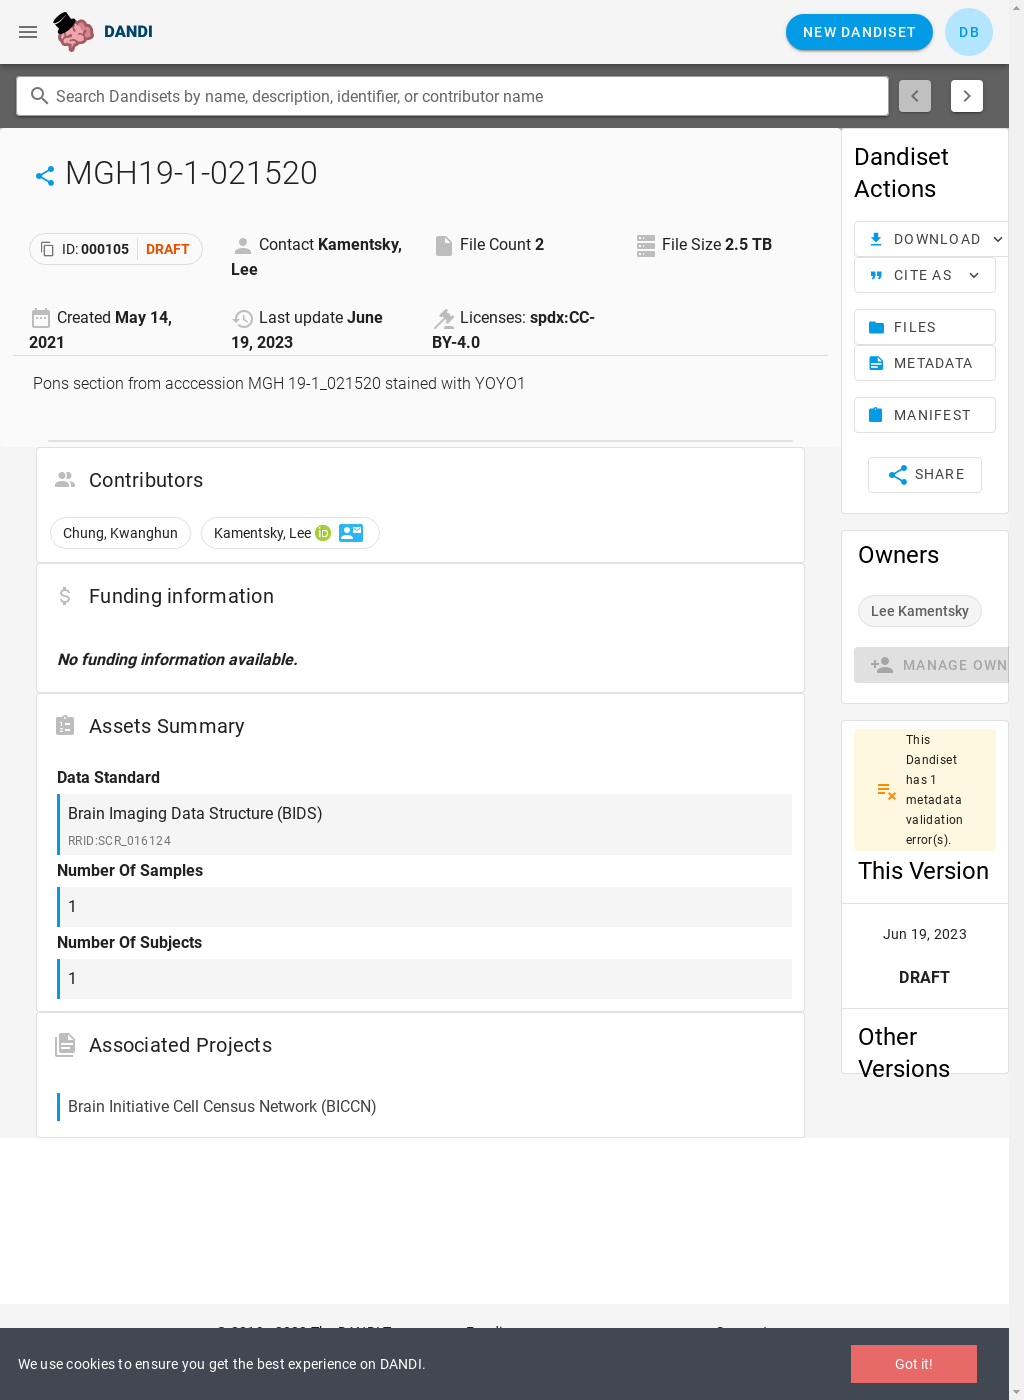 DANDI
NEW DANDISET
DB
Search Dandisets by name, description, identifier, or contributor name
MGH19-1-021520
ID: 000105 DRAFT
Contact Kamentsky,
Lee
File Count 2
File Size 2.5 TB
Created May 14,
2021
Last update June
19, 2023
Licenses: spdx:CC-
BY-4.0
Pons section from acccession MGH 19-1_021520 stained with YOYO1
Contributors
Chung, Kwanghun
Kamentsky, Lee iD
Funding information
No funding information available.
Assets Summary
Data Standard
Brain Imaging Data Structure (BIDS)
RRID:SCR_016124
Number Of Samples
1
Number Of Subjects
1
Associated Projects
Brain Initiative Cell Census Network (BICCN)
Dandiset
Actions
DOWNLOAD
CITE AS
FILES
METADATA
MANIFEST
SHARE
Owners
Lee Kamentsky
MANAGE OWN
This
Dandiset
has 1
metadata
validation
error(s).
This Version
Jun 19, 2023
DRAFT
Other
Versions
We use cookies to ensure you get the best experience on DANDI.
Got it!